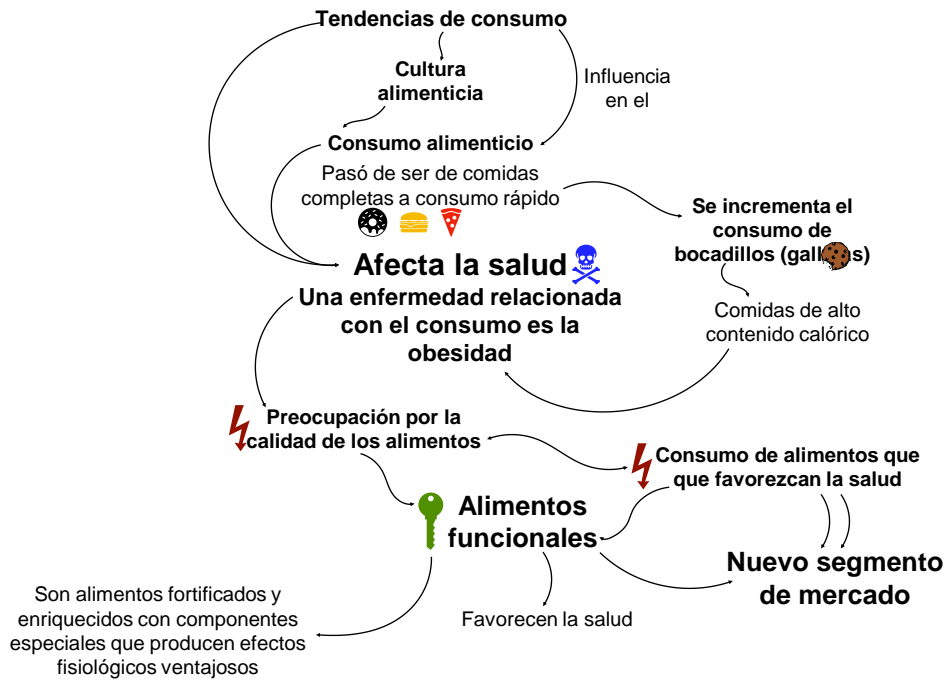 Tendencias de consumo
Cultura
alimenticia
Influencia
en el
Consumo alimenticio
Pasó de ser de comidas
completas a consumo rápido
Se incrementa el
consumo de
bocadillos
Afecta la salud
Una enfermedad relacionada
con el consumo es la
obesidad
Comidas de alto
contenido calórico
Preocupación por la
calidad de los alimentos
Consumo de alimentos que
que favorezcan la salud
Alimentos
funcionales
Nuevo segmento
de mercado
Son alimentos fortificados y
enriquecidos con componentes
especiales que producen efectos
fisiológicos ventajosos
Favorecen la salud